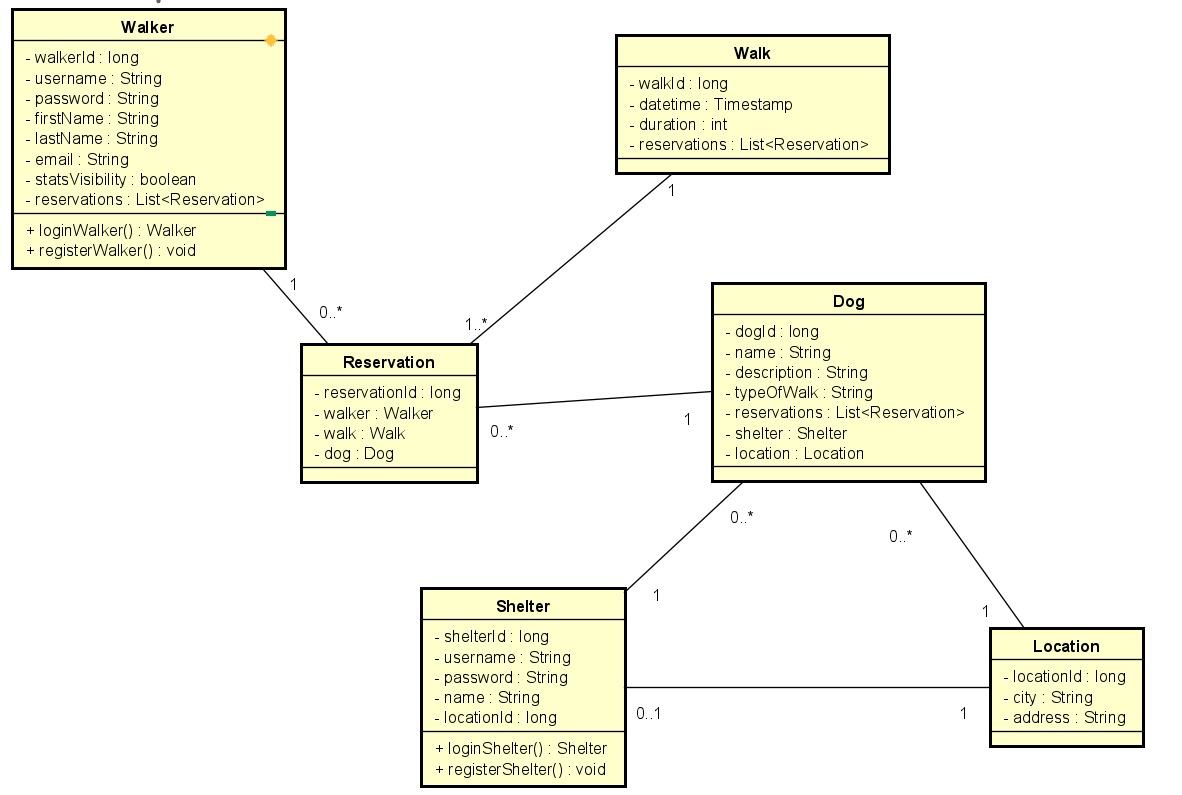 Walker
- walkerId : long
- username : String
- password : String
- firstName : String
- lastName : String
- email : String
- statsVisibility : boolean
- reservations : List<Reservation>
+ loginWalker() : Walker
+ registerWalker() : void
Walk
- walkId : long
- datetime : Timestamp
- duration : int
- reservations : List<Reservation>
1
1
0..*
1..*
Reservation
- reservationId : long
- walker : Walker
- walk : Walk
- dog : Dog
0..*
1
Dog
- dogId : long
- name : String
- description : String
- typeOfWalk : String
- reservations : List<Reservation>
- shelter : Shelter
- location : Location
0..*
0..*
1
1
Shelter
- shelterId : long
- username : String
- password : String
- name : String
- locationId : long
+ loginShelter() : Shelter
+ registerShelter() : void
0..1
1
Location
- locationId : long
- city : String
- address : String